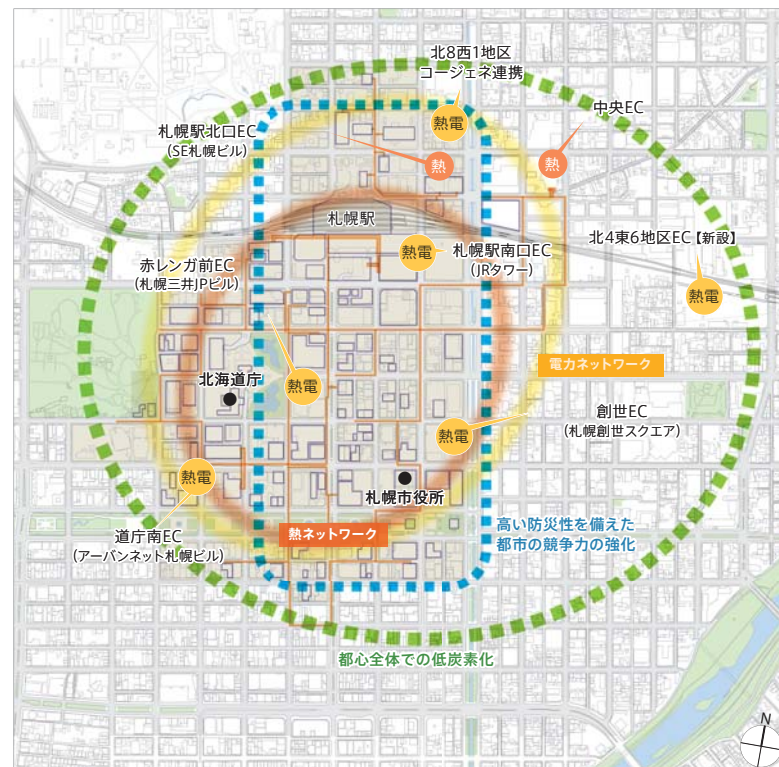 北8西1地区
コージェネ連携
熱電
中央EC
熱
札幌駅北口EC
(SE札幌ビル)
熱
札幌駅
熱電
札幌駅南口EC
(JRタワー)
北4東6地区EC【新設】
熱電
赤レンガ前EC
(札幌三井JPビル)
熱電
電力ネットワーク
北海道庁
創世EC
(札幌創世スクエア)
熱電
熱電
札幌市役所
道庁南EC
(アーバンネット札幌ビル)
熱ネットワーク
高い防災性を備えた
都市の競争力の強化
都心全体での低炭素化
N